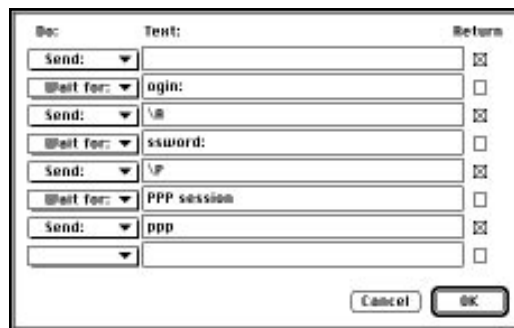 Do: Text: Return
Send:
Wait for: ogin:
Send: \A
Wait for: ssword:
Send: \P
Wait for: PPP session
Send: ppp
Cancel OK